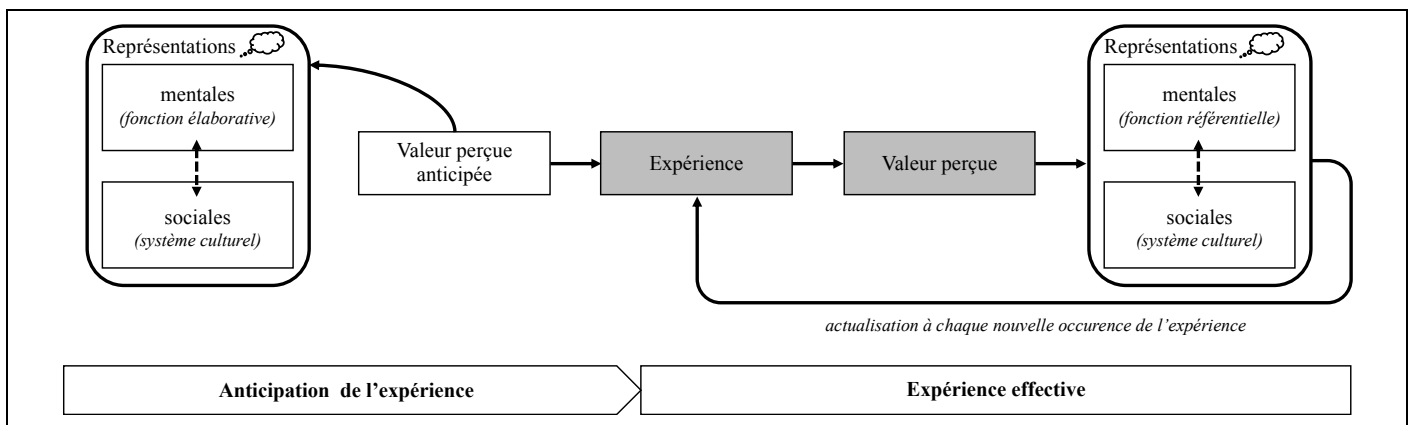 Représentations
mentales
(fonction élaborative)
sociales
(système culturel)
Valeur perçue
anticipée
Expérience
Valeur perçue
Représentations
mentales
(fonction référentielle)
sociales
(système culturel)
actualisation à chaque nouvelle occurence de l’expérience
Anticipation de l’expérience
Expérience effective